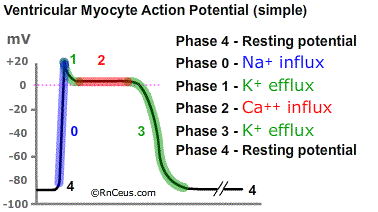 Ventricular Myocyte Action Potential (simple)
mV
+20
0
-20
-40
-60
-80
-100
1
2
0
3
4
4
©RnCeus.com
Phase 4 - Resting potential
Phase 0 - Na⁺ influx
Phase 1 - K⁺ efflux
Phase 2 - Ca⁺⁺ influx
Phase 3 - K⁺ efflux
Phase 4 - Resting potential